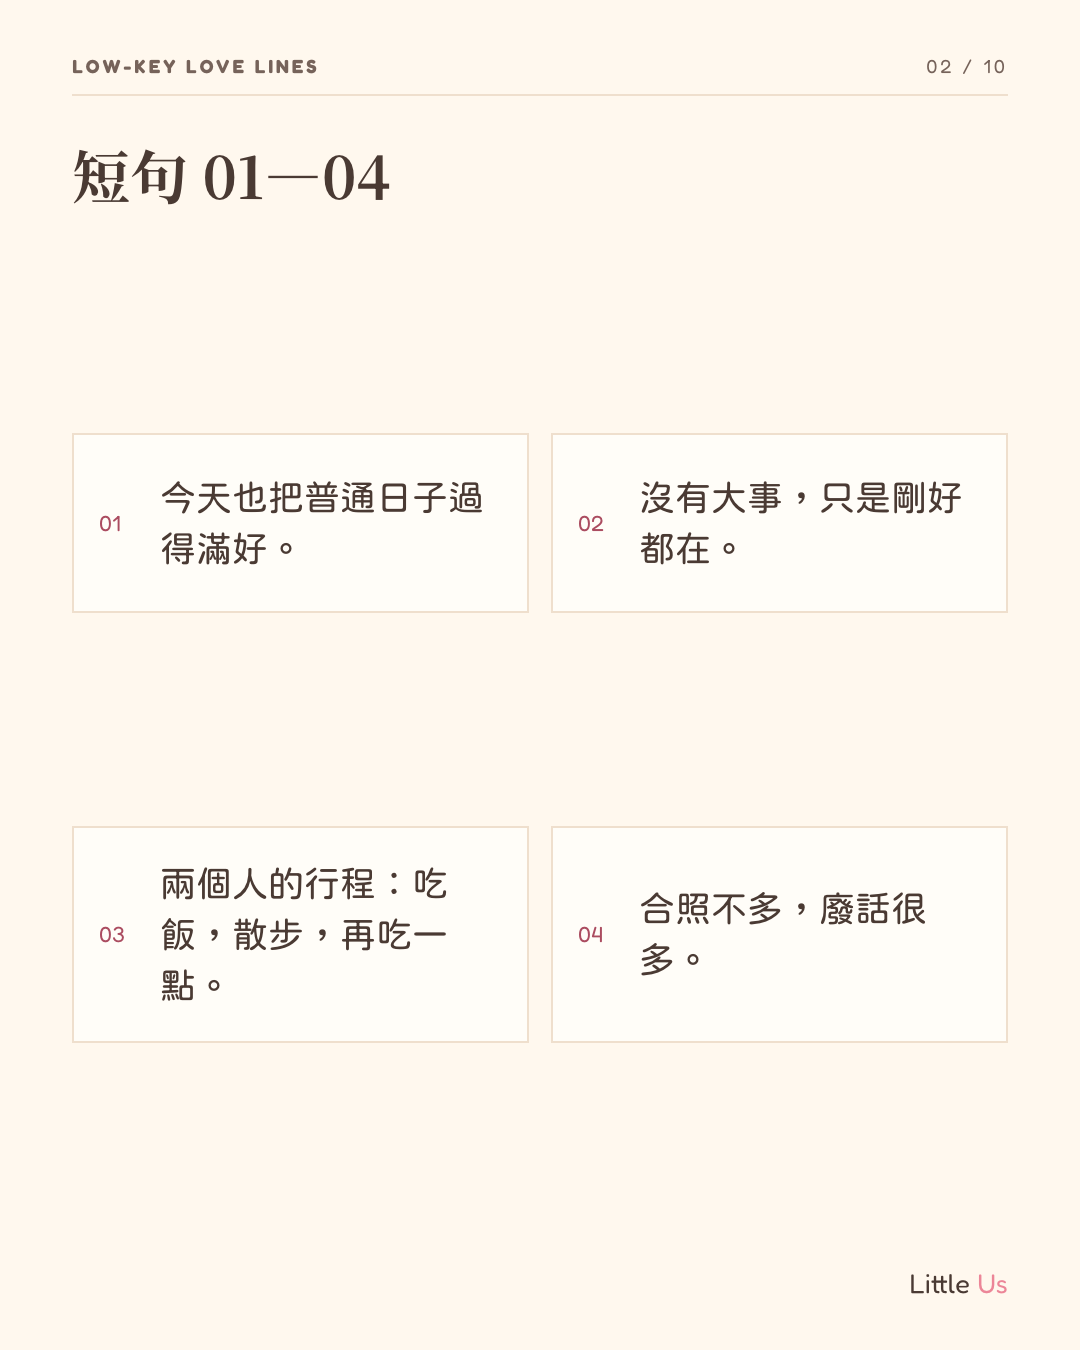 LOW-KEY LOVE LINES
02 / 10
短句 01—04
01
今天也把普通日子過
得滿好。
02
沒有大事，只是剛好
都在。
03
兩個人的行程：吃
飯，散步，再吃一
點。
04
合照不多，廢話很
多。
Little Us